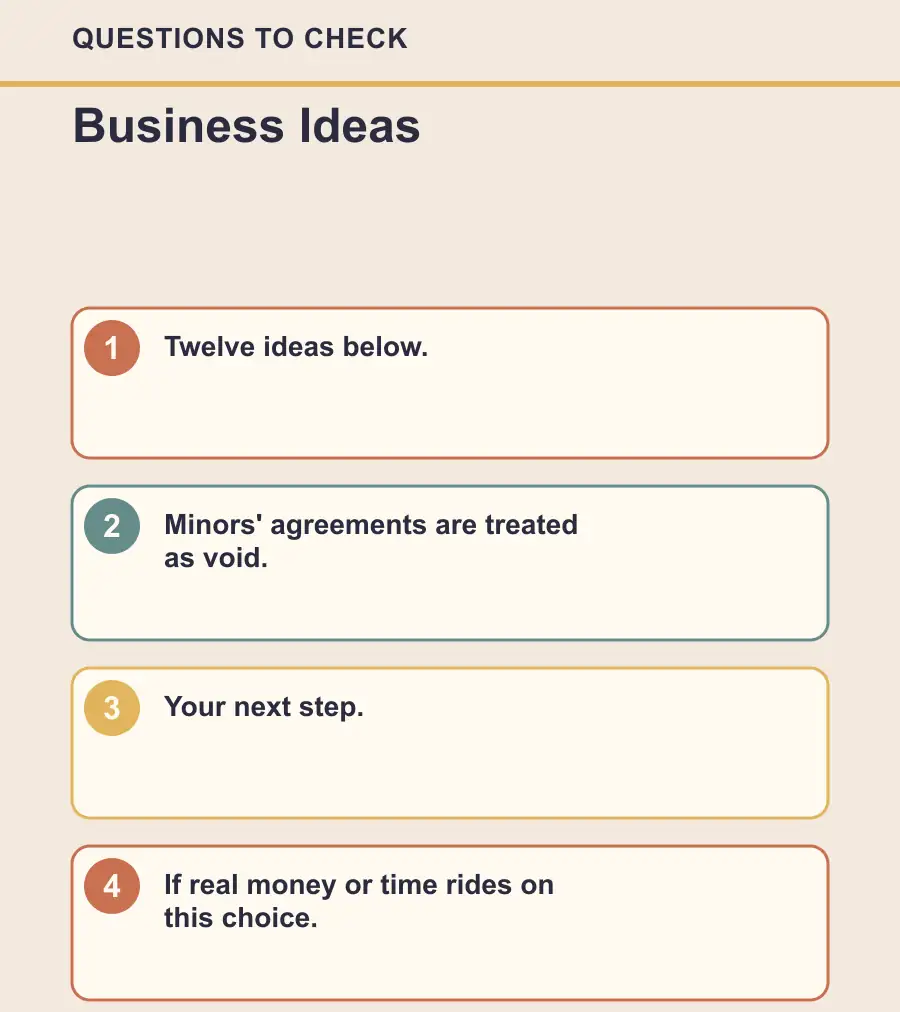 QUESTIONS TO CHECK
Business Ideas
1
Twelve ideas below.
2
Minors' agreements are treated
as void.
3
Your next step.
4
If real money or time rides on
this choice.